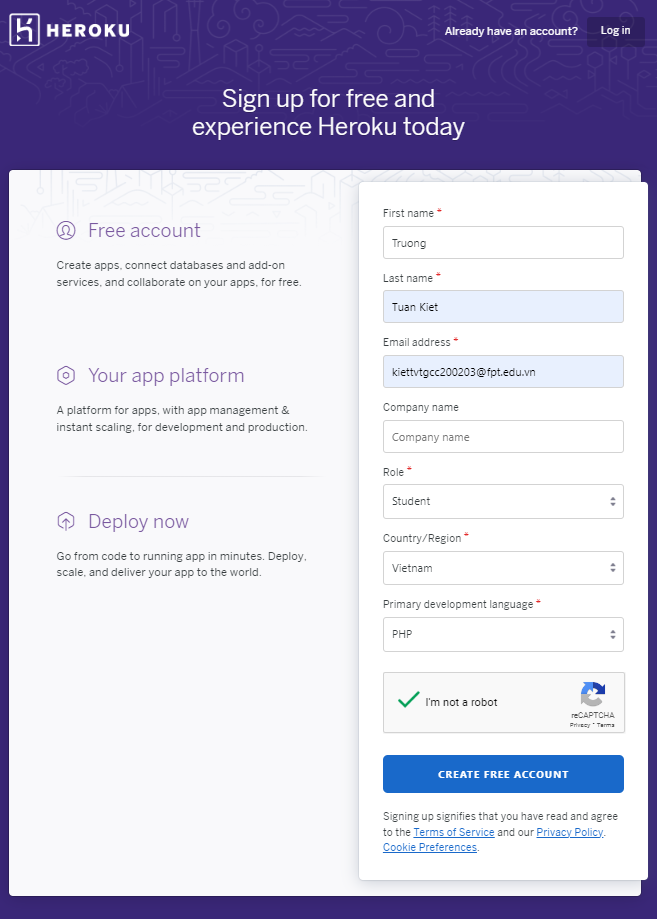 HEROKU
Already have an account?
Log in
Sign up for free and
experience Heroku today
Free account
Create apps, connect databases and add-on
services, and collaborate on your apps, for free.
Your app platform
A platform for apps, with app management &
instant scaling, for development and production.
Deploy now
Go from code to running app in minutes. Deploy,
scale, and deliver your app to the world.
First name *
Truong
Last name *
Tuan Kiet
Email address *
kiettvtgcc200203@fpt.edu.vn
Company name
Company name
Role *
Student
Country/Region *
Vietnam
Primary development language *
PHP
I'm not a robot
reCAPTCHA
Privacy - Terms
CREATE FREE ACCOUNT
Signing up signifies that you have read and agree
to the Terms of Service and our Privacy Policy.
Cookie Preferences.